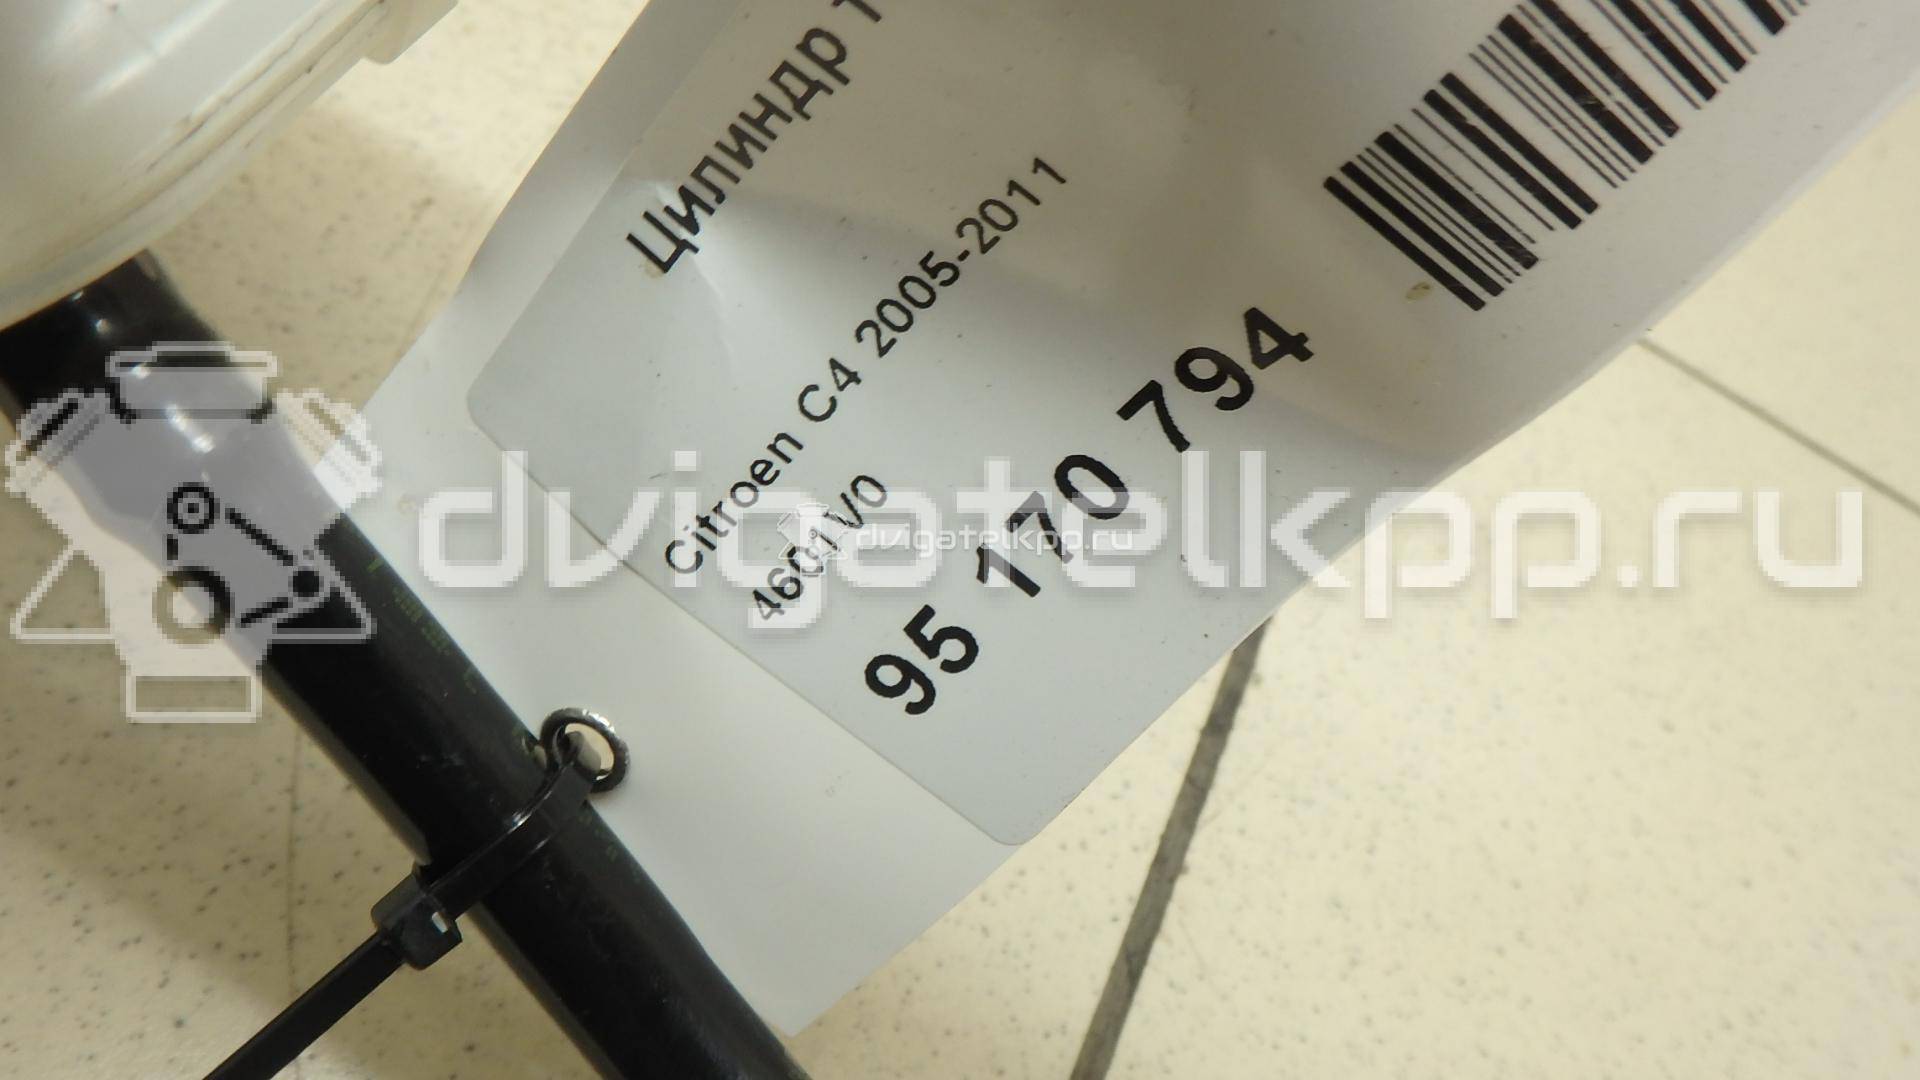 Цилиндр
Citroen C4 2005-2011
4601V0
95 170 794
dvigatelkpp.ru
dvigatelkpp.ru